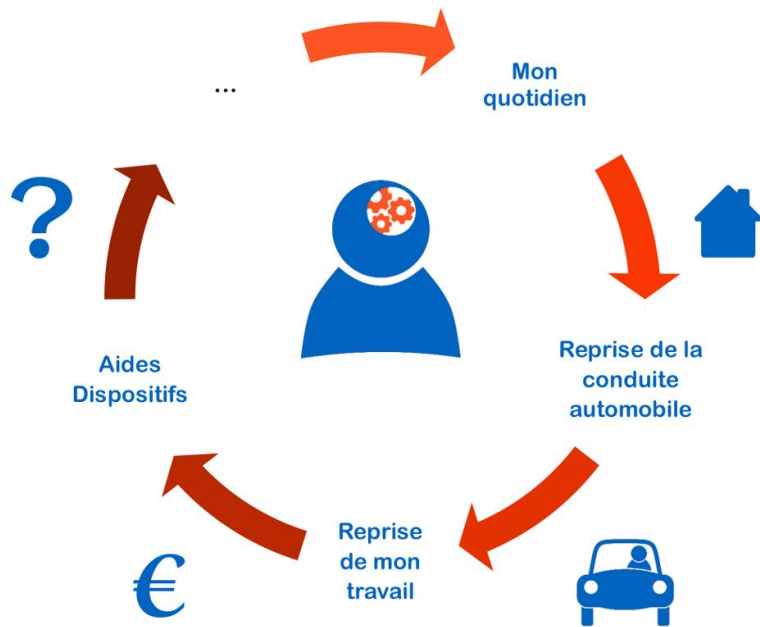 ...
Mon
quotidien
?
Reprise de la
conduite
automobile
Aides
Dispositifs
Reprise
de mon
travail
€